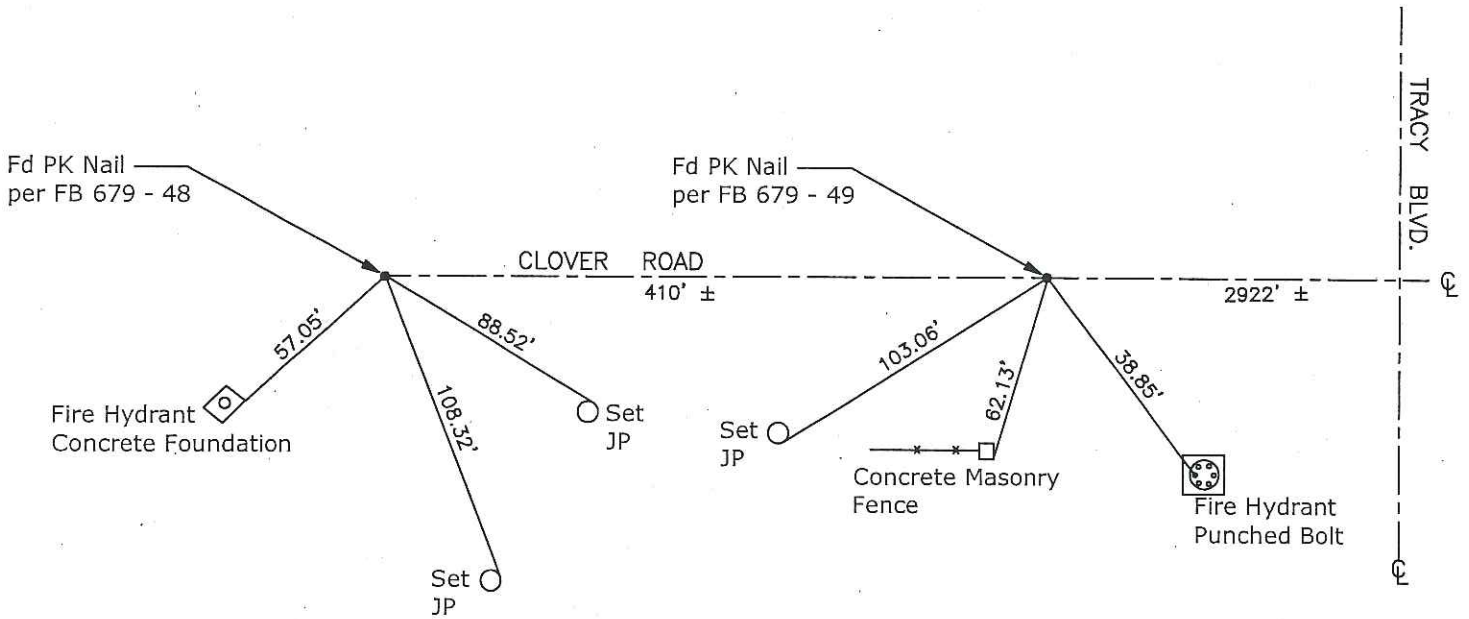 TRACY BLVD.
Fd PK Nail
per FB 679 - 48
Fd PK Nail
per FB 679 - 49
CLOVER ROAD
410' ±
2922' ±
℄
57.05'
88.52'
108.32'
103.06'
62.13'
38.85'
Fire Hydrant
Concrete Foundation
Set
JP
Set
JP
Set
JP
Concrete Masonry
Fence
Fire Hydrant
Punched Bolt
℄